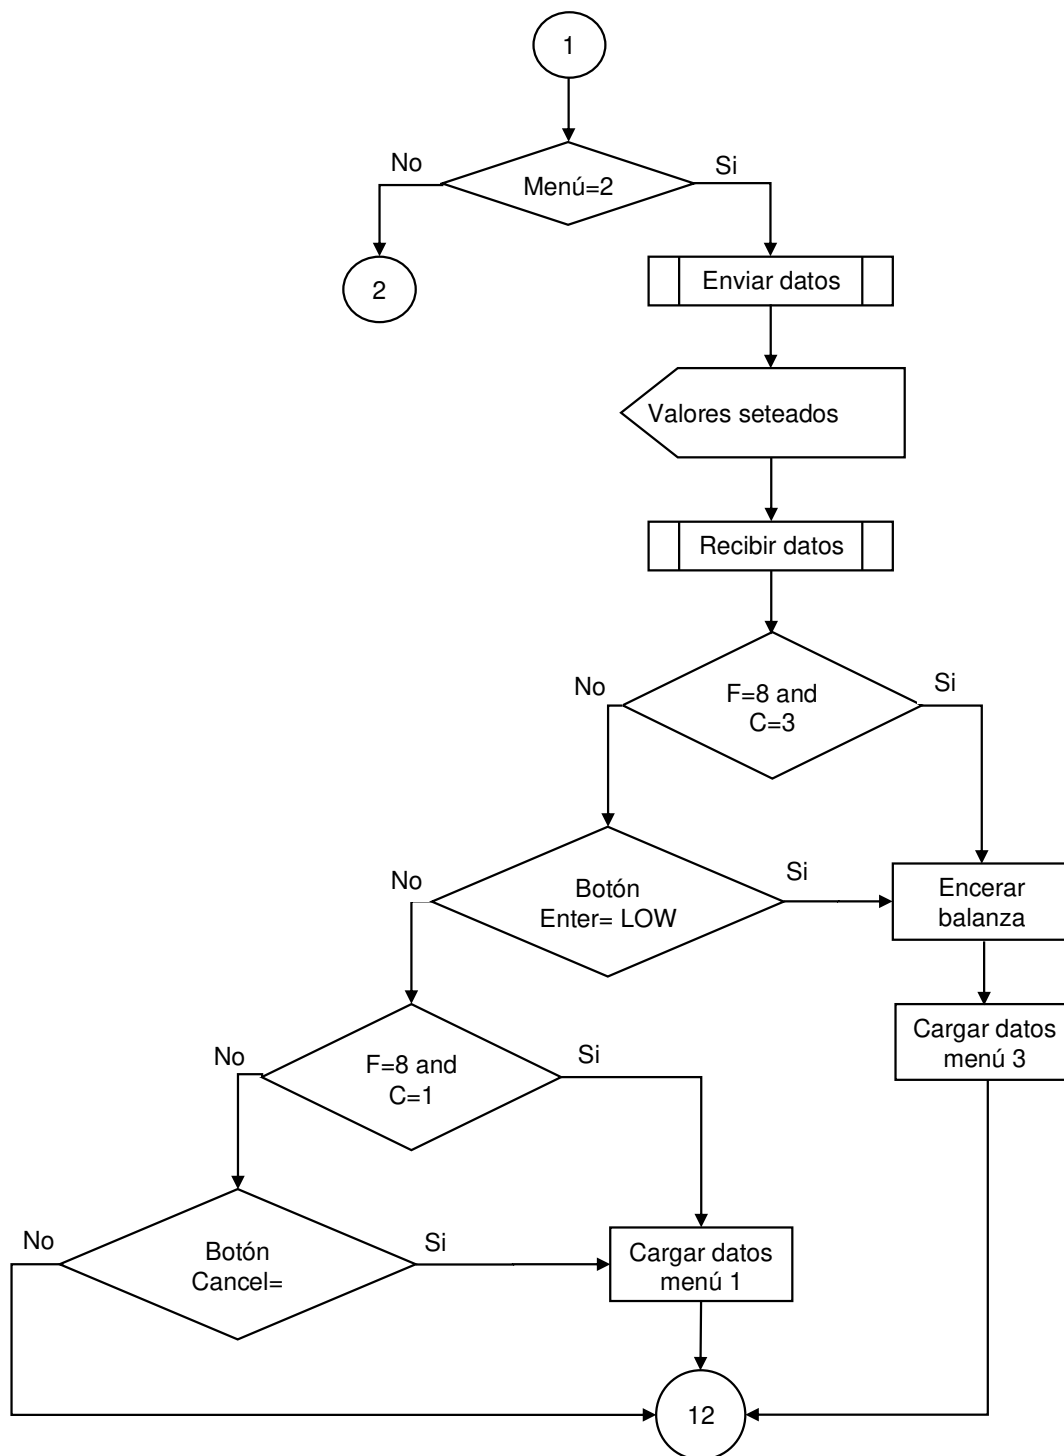 1
No
Si
Menú=2
2
Enviar datos
Valores seteados
Recibir datos
No
Si
F=8 and
C=3
No
Si
Botón
Enter= LOW
Encerar
balanza
No
Si
F=8 and
C=1
Cargar datos
menú 3
No
Si
Botón
Cancel=
Cargar datos
menú 1
12